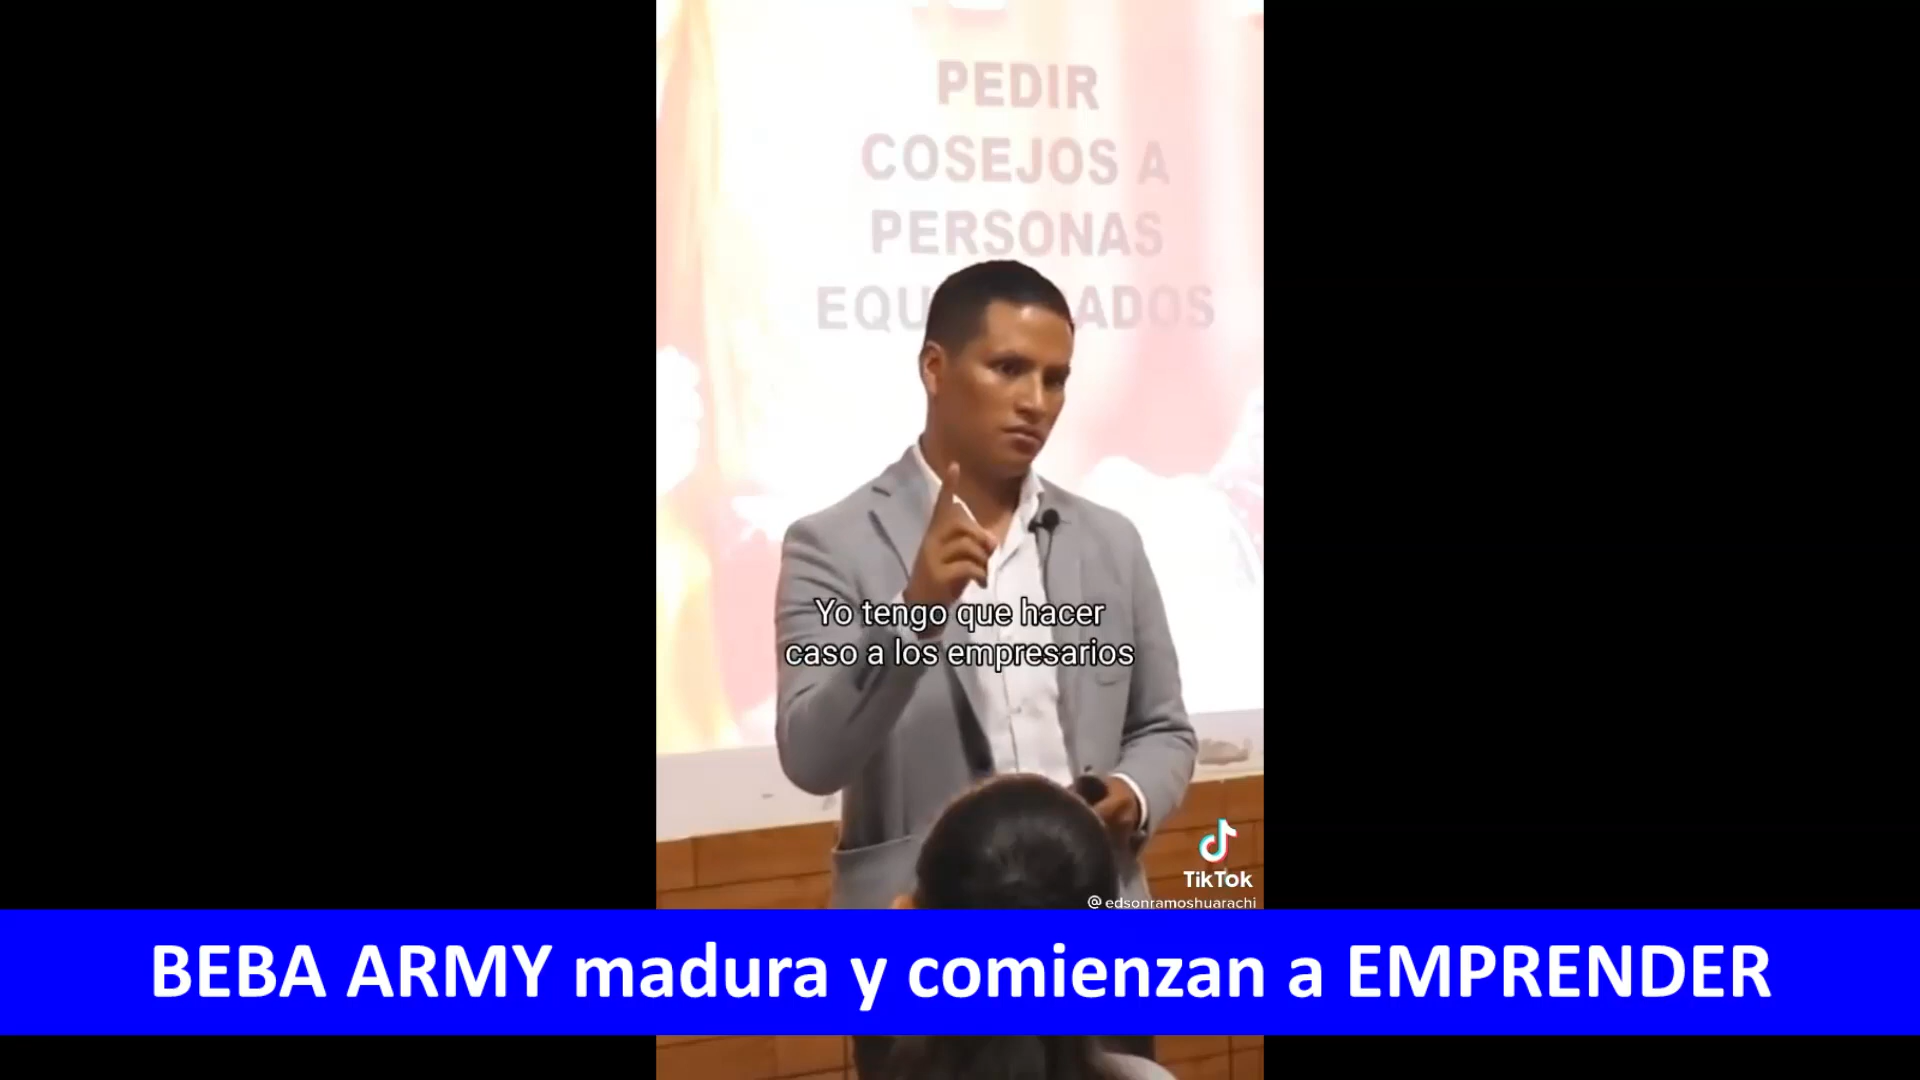 PEDIR
COSEJOS A
PERSONAS
Yo tengo que hacer
caso a los empresarios
TikTok
@edsonramoshuarachi
BEBA ARMY madura y comienzan a EMPRENDER